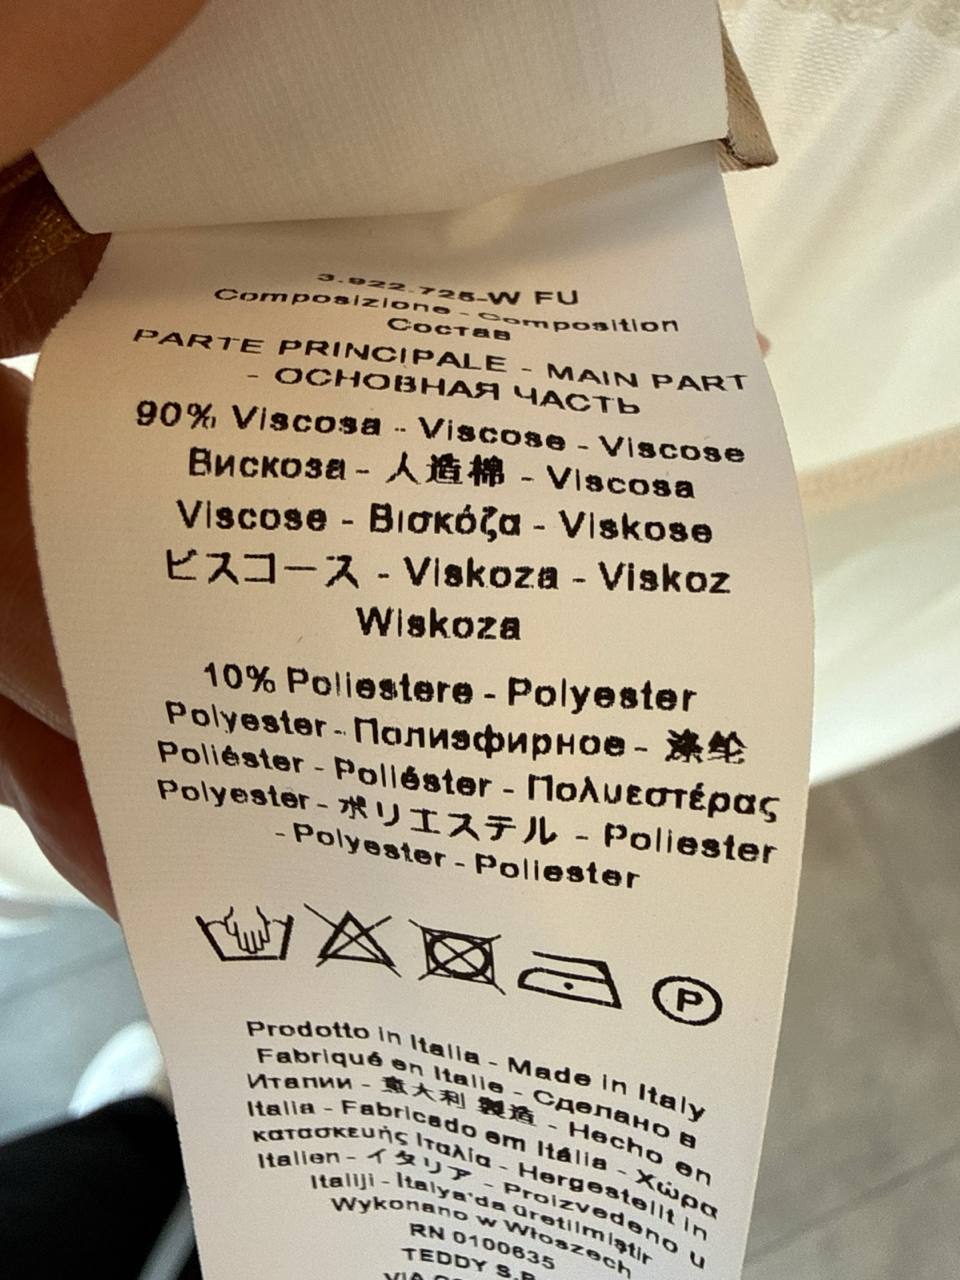 3.922.725-W FU
Composizione - Composition
Состав
PARTE PRINCIPALE - MAIN PART
- ОСНОВНАЯ ЧАСТЬ
90% Viscosa - Viscose - Viscose
Вискоза - 人造棉 - Viscosa
Viscose - Βισκόζα - Viskose
ビスコース - Viskoza - Viskoz
Wiskoza
10% Poliestere - Polyester
Polyester - Полиэфирное - 涤纶
Poliéster - Poliéster - Πολυεστέρας
Polyester - ポリエステル - Poliester
- Polyester - Poliester
P
Prodotto in Italia - Made in Italy
Fabriqué en Italie - Сделано в
Италии - 意大利 製造 - Hecho en
Italia - Fabricado em Itália - Χώρα
κατασκευής Ιταλία - Hergestellt in
Italien - イタリア - Proizvedeno u
Italiji - İtalya'da üretilmiştir
Wykonano w Włoszech
RN 0100635
TEDDY S.P
VIA